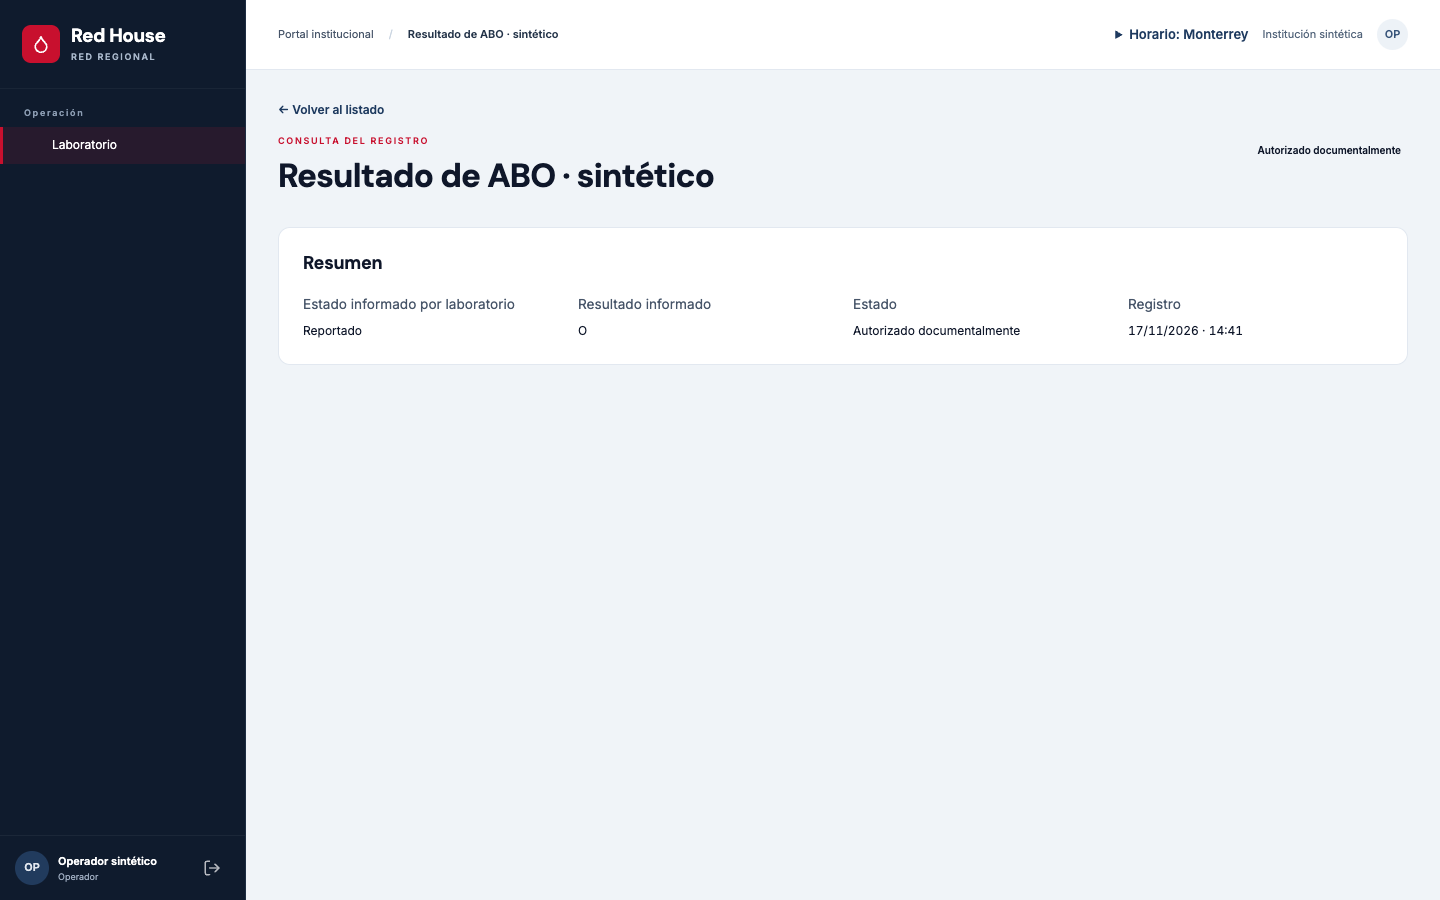 Red House
RED REGIONAL
Operación
Laboratorio
Operador sintético
Operador
OP
Portal institucional / Resultado de ABO · sintético
▶ Horario: Monterrey
Institución sintética
OP
← Volver al listado
CONSULTA DEL REGISTRO
Resultado de ABO · sintético
Autorizado documentalmente
Resumen
Estado informado por laboratorio
Reportado
Resultado informado
O
Estado
Autorizado documentalmente
Registro
17/11/2026 · 14:41